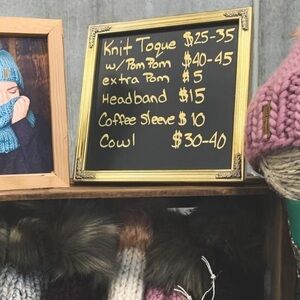 Knit Toque $25-35
w/ Pom Pom $40-45
extra Pom $5
Headband $15
Coffee Sleeve $10
Cowl $30-40